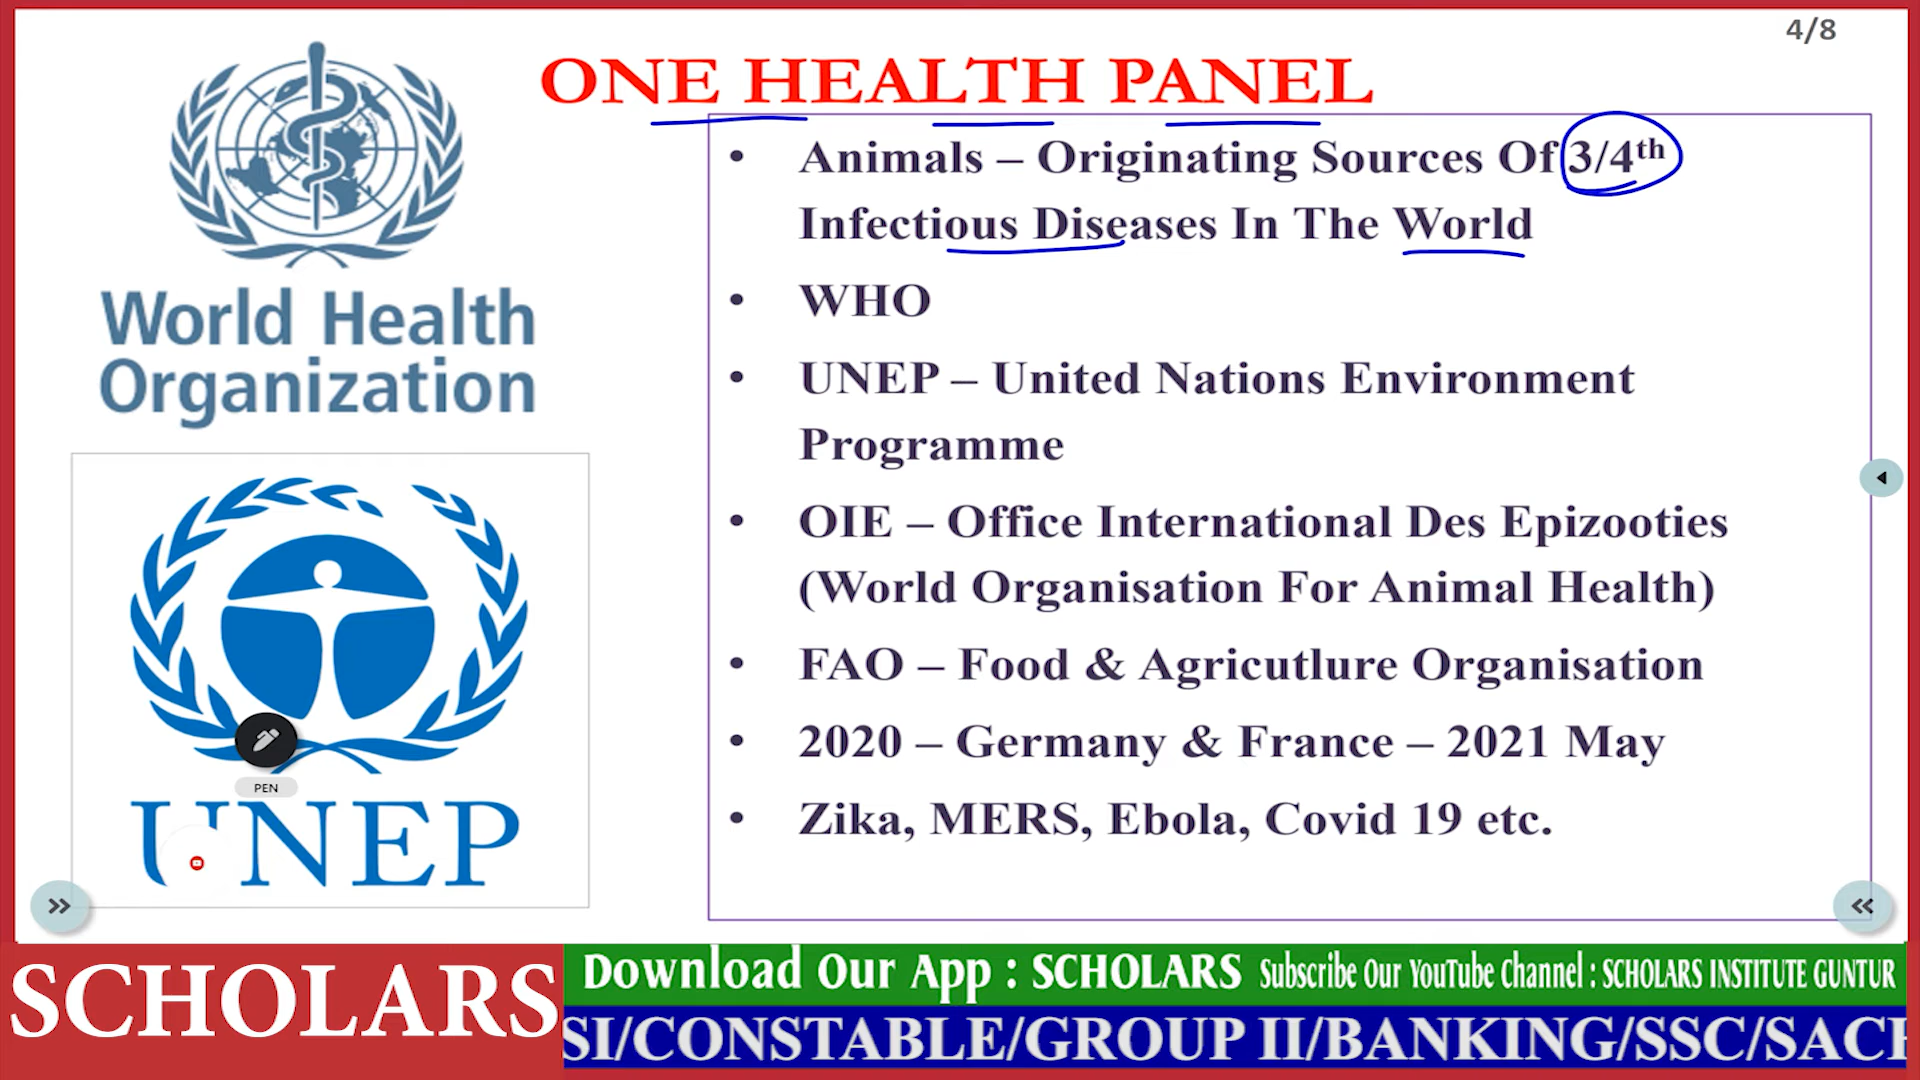 4/8
ONE HEALTH PANEL
World Health
Organization
• Animals – Originating Sources Of 3/4th
Infectious Diseases In The World
• WHO
• UNEP – United Nations Environment
Programme
• OIE – Office International Des Epizooties
(World Organisation For Animal Health)
• FAO – Food & Agricutlure Organisation
• 2020 – Germany & France – 2021 May
• Zika, MERS, Ebola, Covid 19 etc.
PEN
UNEP
SCHOLARS
Download Our App : SCHOLARS Subscribe Our YouTube Channel : SCHOLARS INSTITUTE GUNTUR
SI/CONSTABLE/GROUP II/BANKING/SSC/SACH